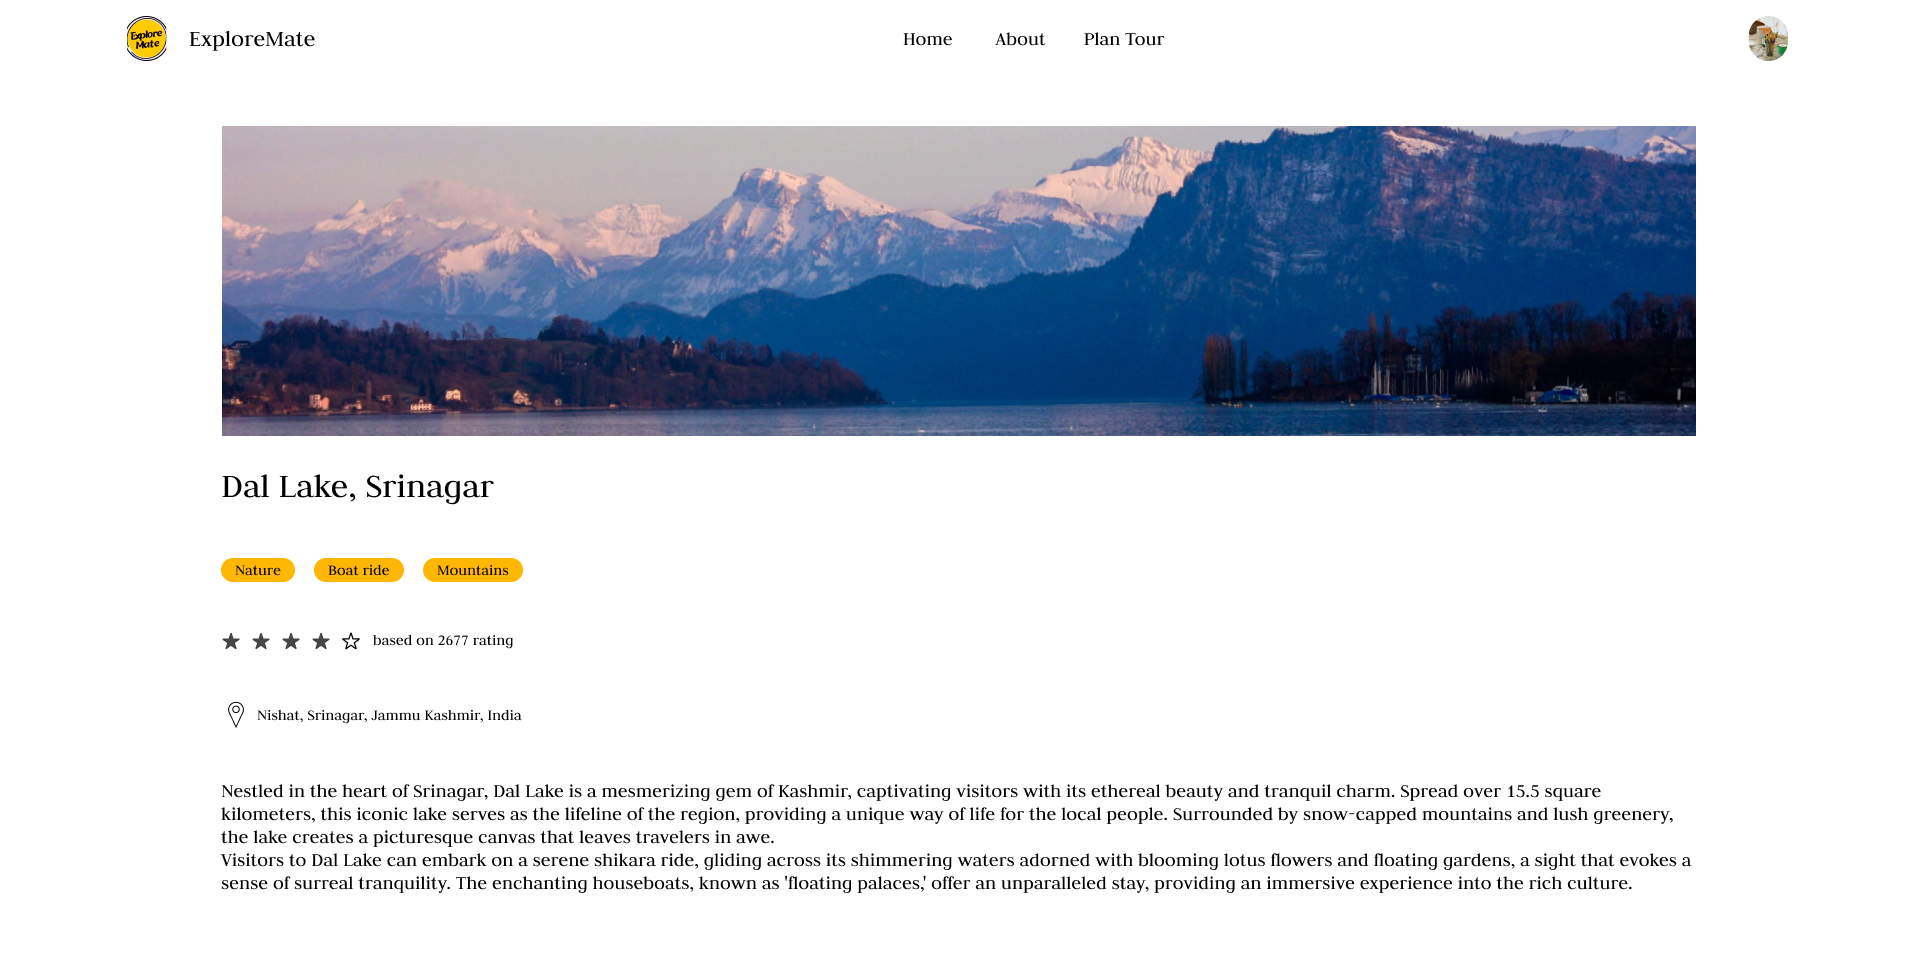 Explore
Mate
ExploreMate
Home
About
Plan Tour
Dal Lake, Srinagar
Nature
Boat ride
Mountains
based on 2677 rating
Nishat, Srinagar, Jammu Kashmir, India
Nestled in the heart of Srinagar, Dal Lake is a mesmerizing gem of Kashmir, captivating visitors with its ethereal beauty and tranquil charm. Spread over 15.5 square
kilometers, this iconic lake serves as the lifeline of the region, providing a unique way of life for the local people. Surrounded by snow-capped mountains and lush greenery,
the lake creates a picturesque canvas that leaves travelers in awe.
Visitors to Dal Lake can embark on a serene shikara ride, gliding across its shimmering waters adorned with blooming lotus flowers and floating gardens, a sight that evokes a
sense of surreal tranquility. The enchanting houseboats, known as 'floating palaces,' offer an unparalleled stay, providing an immersive experience into the rich culture.